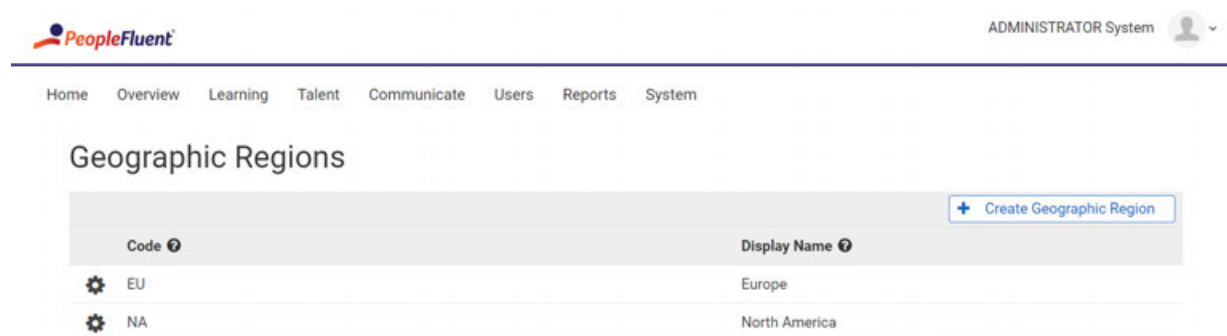 PeopleFluent
ADMINISTRATOR System
Home Overview Learning Talent Communicate Users Reports System
Geographic Regions
+ Create Geographic Region
Code ? Display Name ?
EU Europe
NA North America